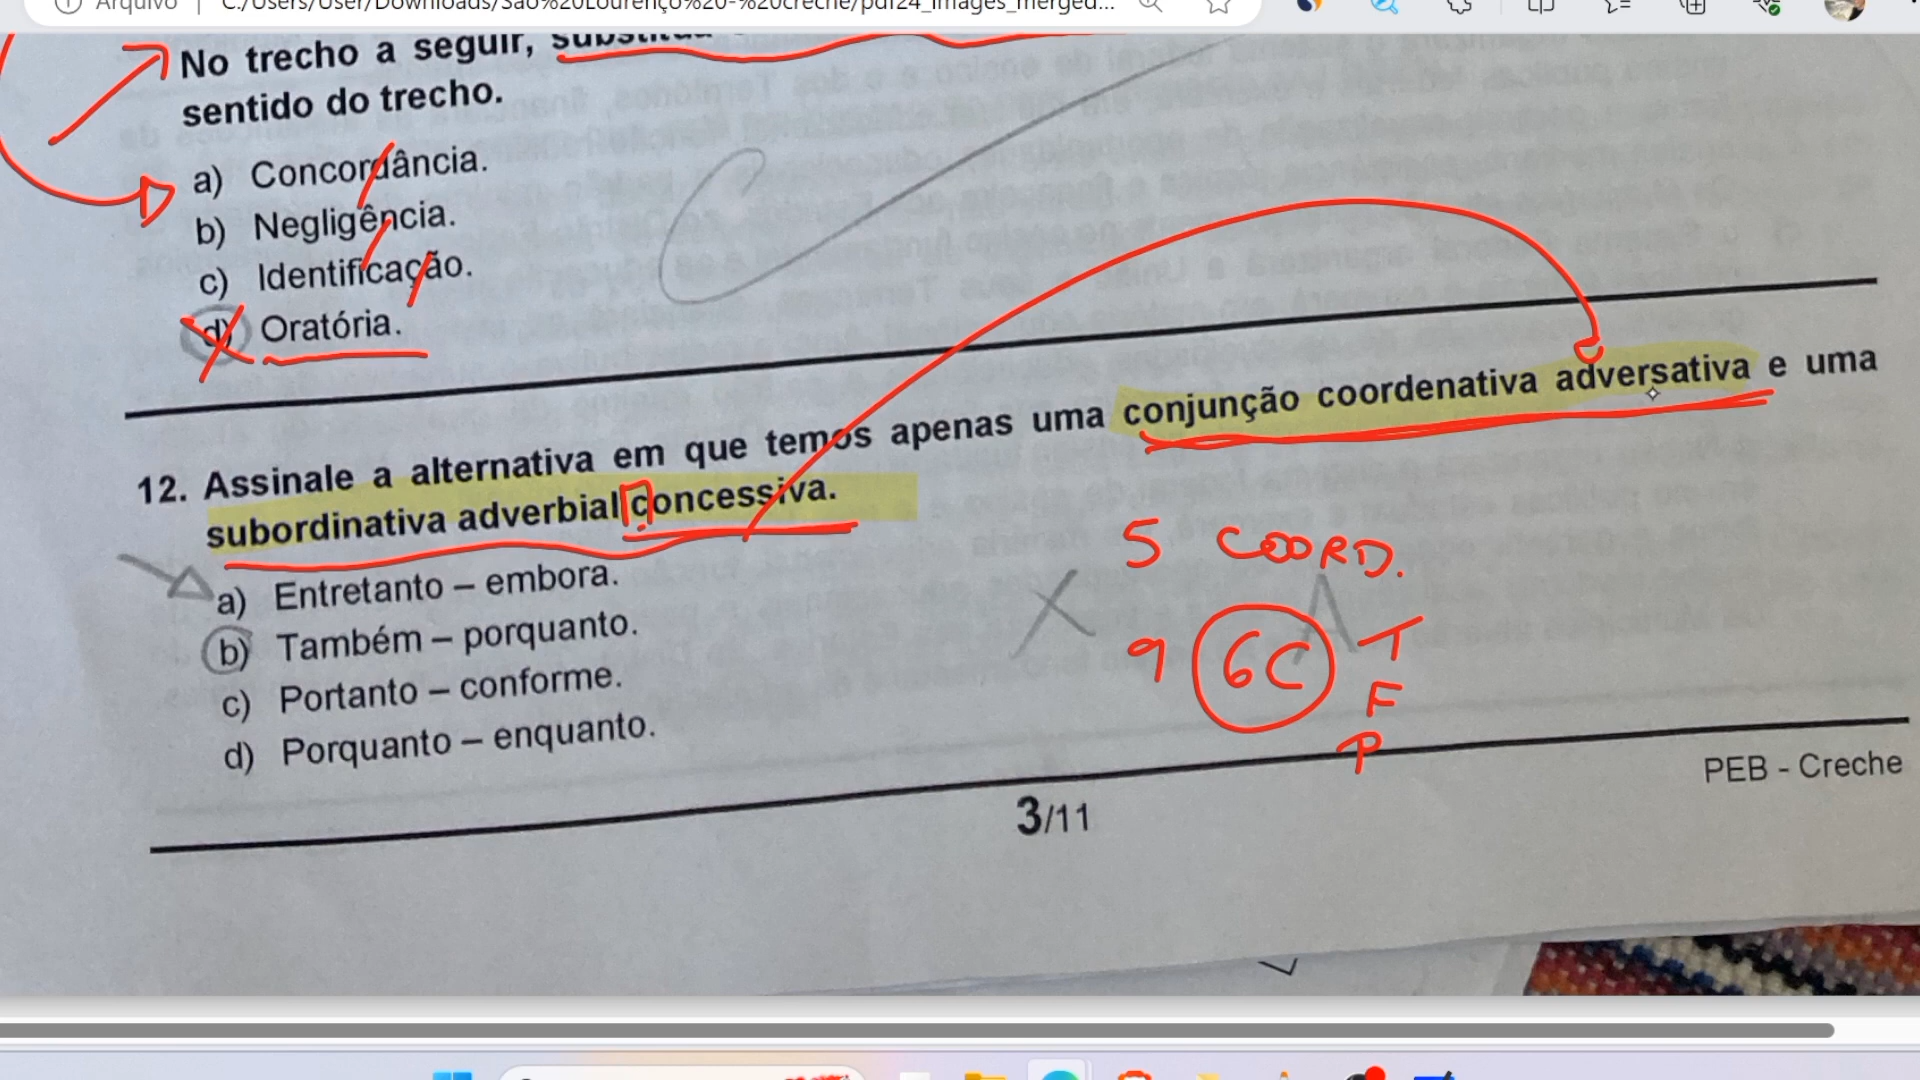 Arquivo | C:/Users/User/Downloads/São%20Lourenço%20-%20creche/pdf24_images_merged...
No trecho a seguir, substitua
sentido do trecho.
a) Concordância.
b) Negligência.
c) Identificação.
d) Oratória.
12. Assinale a alternativa em que temos apenas uma conjunção coordenativa adversativa e uma
subordinativa adverbial concessiva.
a) Entretanto – embora.
b) Também – porquanto.
c) Portanto – conforme.
d) Porquanto – enquanto.
5 COORD.
9 6C T
F
P
X A
3/11
PEB - Creche